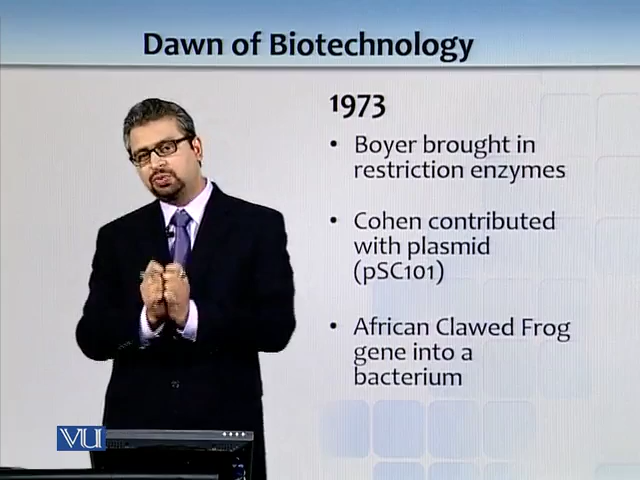 Dawn of Biotechnology
1973
• Boyer brought in
restriction enzymes
• Cohen contributed
with plasmid
(pSC101)
• African Clawed Frog
gene into a
bacterium
VU